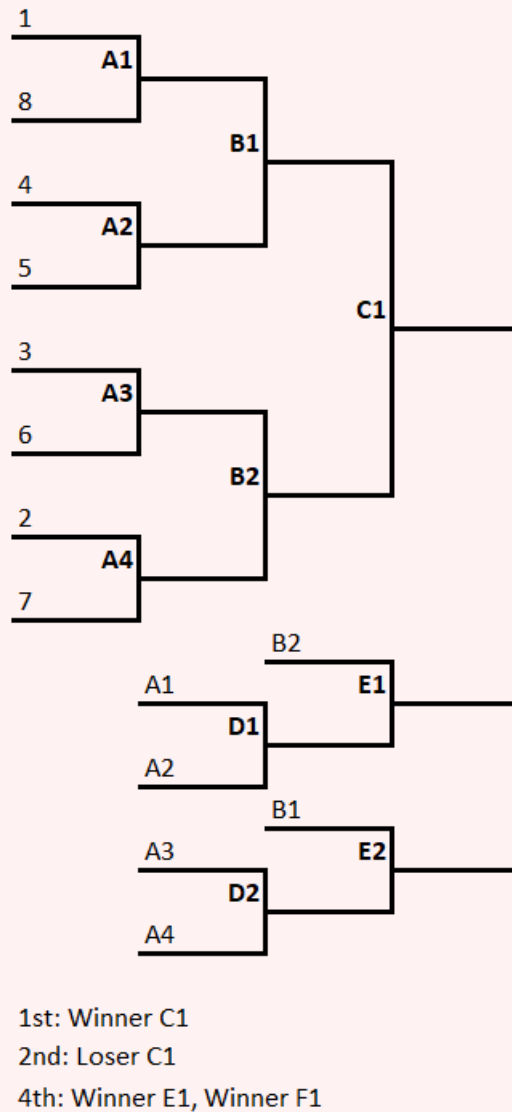 1
A1
8
B1
4
A2
5
C1
3
A3
6
B2
2
A4
7
B2
A1
E1
D1
A2
B1
A3
E2
D2
A4
1st: Winner C1
2nd: Loser C1
4th: Winner E1, Winner F1